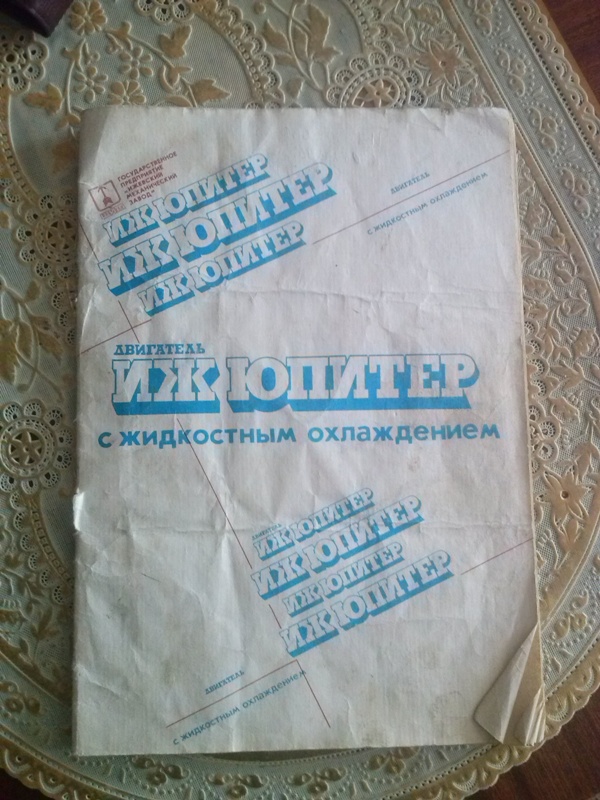 ГОСУДАРСТВЕННОЕ
ПРЕДПРИЯТИЕ
"ИЖЕВСКИЙ
МЕХАНИЧЕСКИЙ
ЗАВОД"
ИЖ ЮПИТЕР
ИЖ ЮПИТЕР
ИЖ ЮПИТЕР
ДВИГАТЕЛЬ
с жидкостным охлаждением
ДВИГАТЕЛЬ
ИЖ ЮПИТЕР
с жидкостным охлаждением
ДВИГАТЕЛЬ
ИЖ ЮПИТЕР
ИЖ ЮПИТЕР
ИЖ ЮПИТЕР
ИЖ ЮПИТЕР
ДВИГАТЕЛЬ
с жидкостным охлаждением